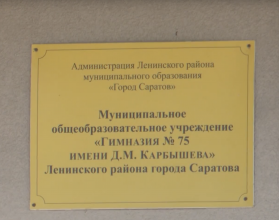 Администрация Ленинского района
муниципального образования
«Город Саратов»
Муниципальное
общеобразовательное учреждение
«Гимназия № 75
имени Д.М. Карбышева»
Ленинского района города Саратова